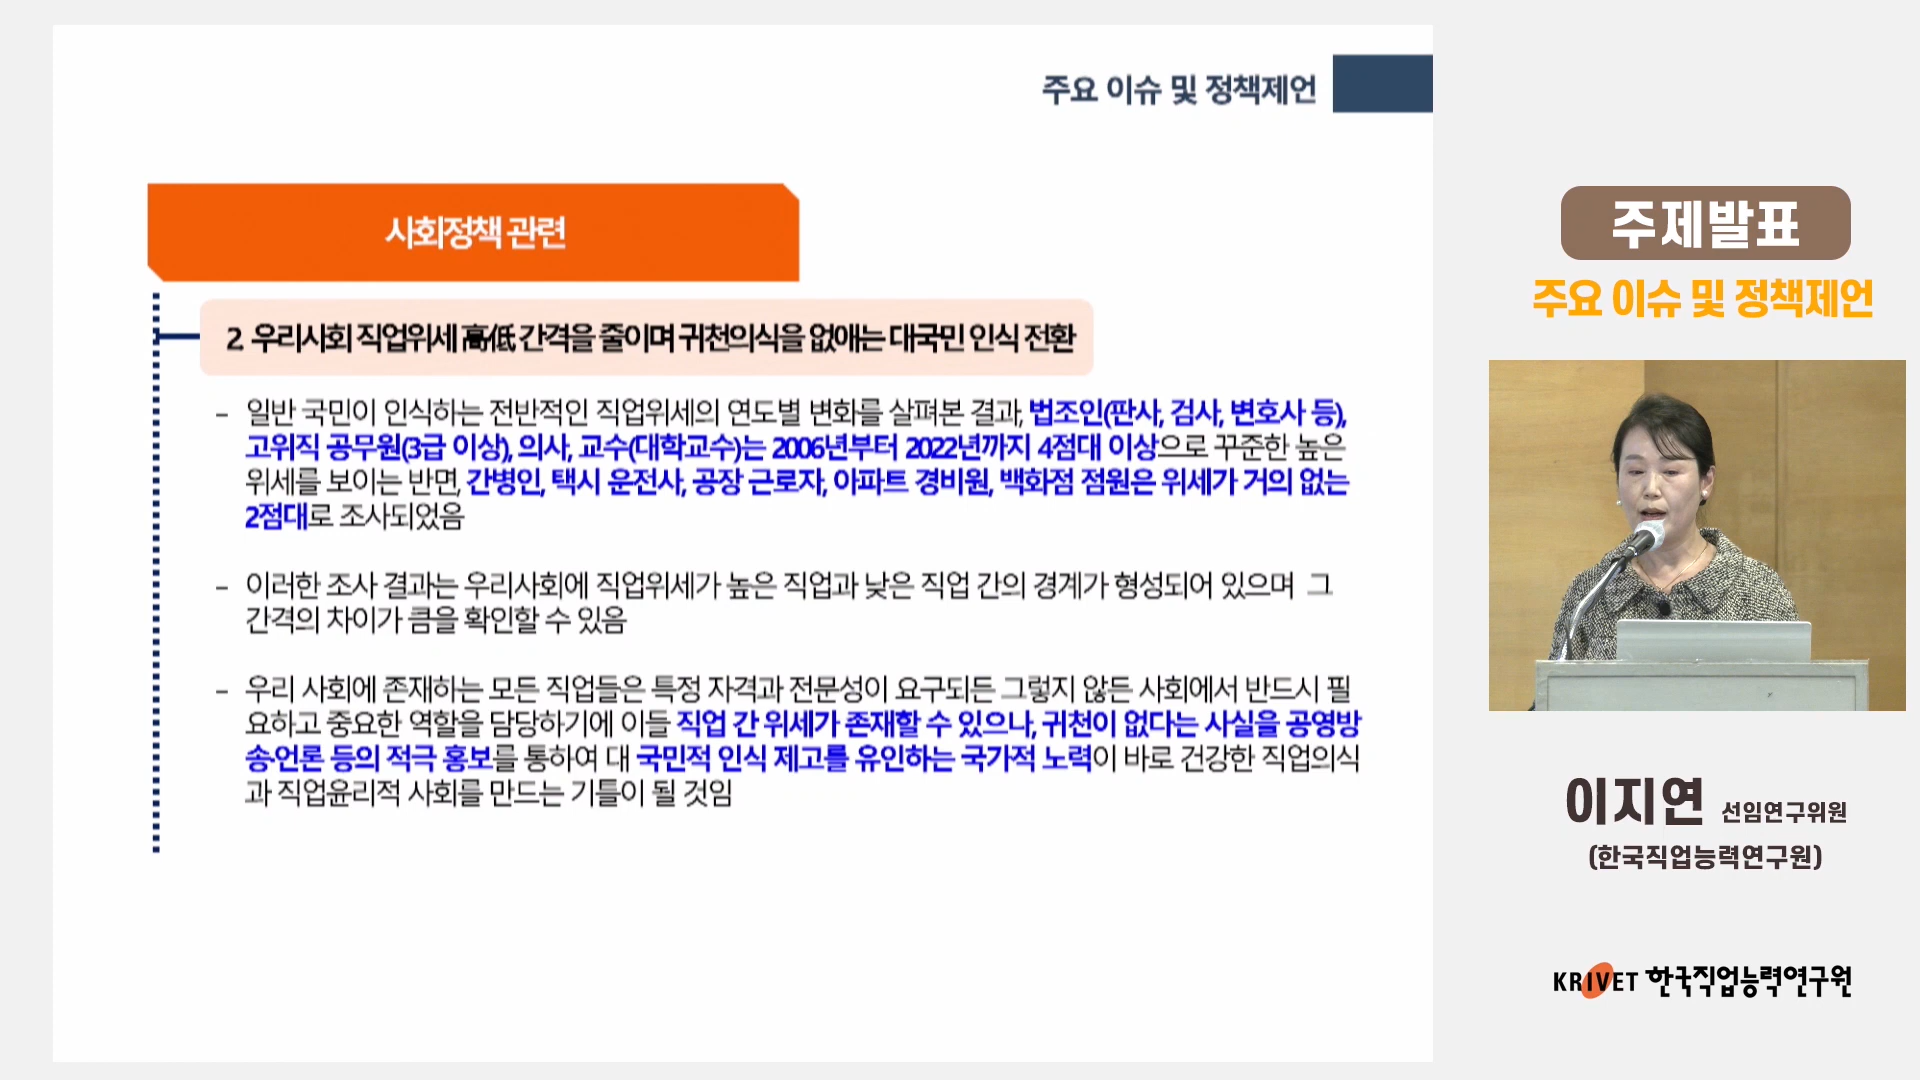 주요 이슈 및 정책제언
사회정책 관련
2. 우리사회 직업위세 高低 간격을 줄이며 귀천의식을 없애는 대국민 인식 전환
- 일반 국민이 인식하는 전반적인 직업위세의 연도별 변화를 살펴본 결과, 법조인(판사, 검사, 변호사 등),
고위직 공무원(3급 이상), 의사, 교수(대학교수)는 2006년부터 2022년까지 4점대 이상으로 꾸준한 높은
위세를 보이는 반면, 간병인, 택시 운전사, 공장 근로자, 아파트 경비원, 백화점 점원은 위세가 거의 없는
2점대로 조사되었음
- 이러한 조사 결과는 우리사회에 직업위세가 높은 직업과 낮은 직업 간의 경계가 형성되어 있으며 그
간격의 차이가 큼을 확인할 수 있음
- 우리 사회에 존재하는 모든 직업들은 특정 자격과 전문성이 요구되든 그렇지 않든 사회에서 반드시 필
요하고 중요한 역할을 담당하기에 이들 직업 간 위세가 존재할 수 있으나, 귀천이 없다는 사실을 공영방
송·언론 등의 적극 홍보를 통하여 대 국민적 인식 제고를 유인하는 국가적 노력이 바로 건강한 직업의식
과 직업윤리적 사회를 만드는 기틀이 될 것임
주제발표
주요 이슈 및 정책제언
이지연 선임연구위원
(한국직업능력연구원)
KRIVET 한국직업능력연구원